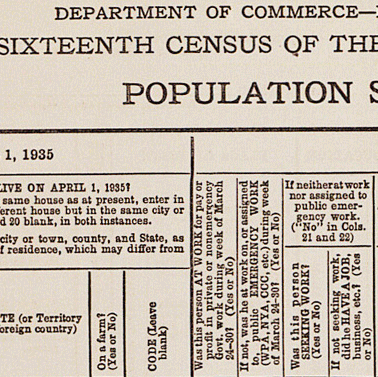 DEPARTMENT OF COMMERCE—
SIXTEENTH CENSUS OF THE
POPULATION S
1, 1935
LIVE ON APRIL 1, 1935?
same house as at present, enter in
ferent house but in the same city or
d 20 blank, in both instances.
city or town, county, and State, as
f residence, which may differ from
TE (or Territory
oreign country)
On a farm?
(Yes or No)
CODE (Leave
blank)
Was this person AT WORK for pay or
profit in private or nonemergency
Govt. work during week of March
24-30? (Yes or No)
If not, was he at work on, or assigned
to, public EMERGENCY WORK
(WPA, NYA, CCC, etc.) during week
of March 24-30? (Yes or No)
If neither at work
nor assigned to
public emer-
gency work.
("No" in Cols.
21 and 22)
Was this person
SEEKING WORK?
(Yes or No)
If not seeking work,
did he HAVE A JOB,
business, etc.? (Yes
or No)